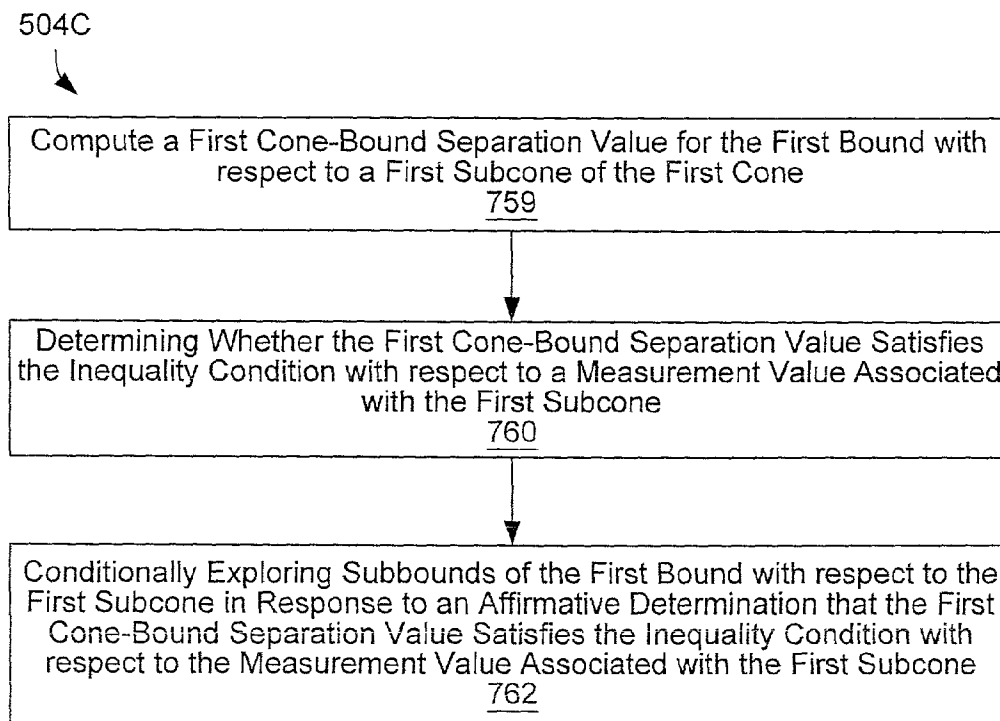 504C
Compute a First Cone-Bound Separation Value for the First Bound with
respect to a First Subcone of the First Cone
759
Determining Whether the First Cone-Bound Separation Value Satisfies
the Inequality Condition with respect to a Measurement Value Associated
with the First Subcone
760
Conditionally Exploring Subbounds of the First Bound with respect to the
First Subcone in Response to an Affirmative Determination that the First
Cone-Bound Separation Value Satisfies the Inequality Condition with
respect to the Measurement Value Associated with the First Subcone
762